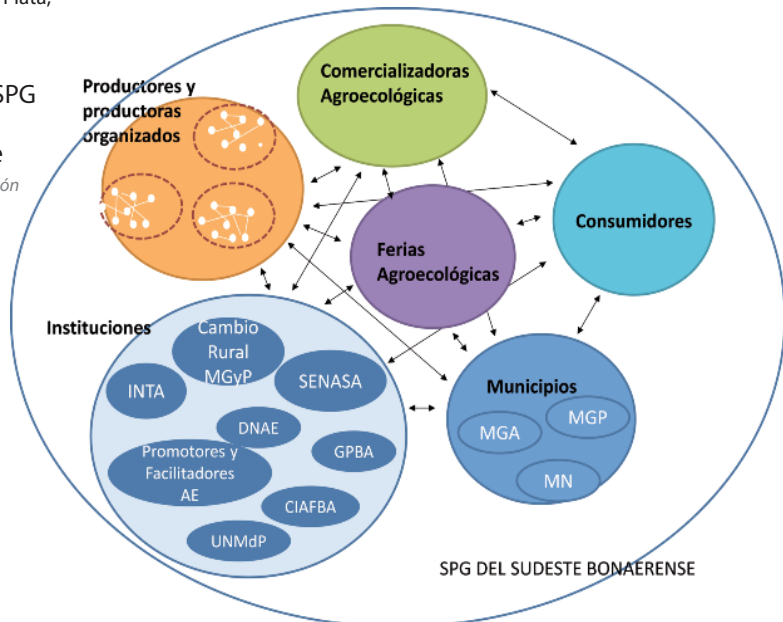 Plata,
SPG
e
ón
Productores y
productoras
organizados
Comercializadoras
Agroecológicas
Consumidores
Ferias
Agroecológicas
Instituciones
Cambio
Rural
MGyP
INTA
SENASA
DNAE
GPBA
Promotores y
Facilitadores
AE
CIAFBA
UNMdP
Municipios
MGA
MGP
MN
SPG DEL SUDESTE BONAERENSE